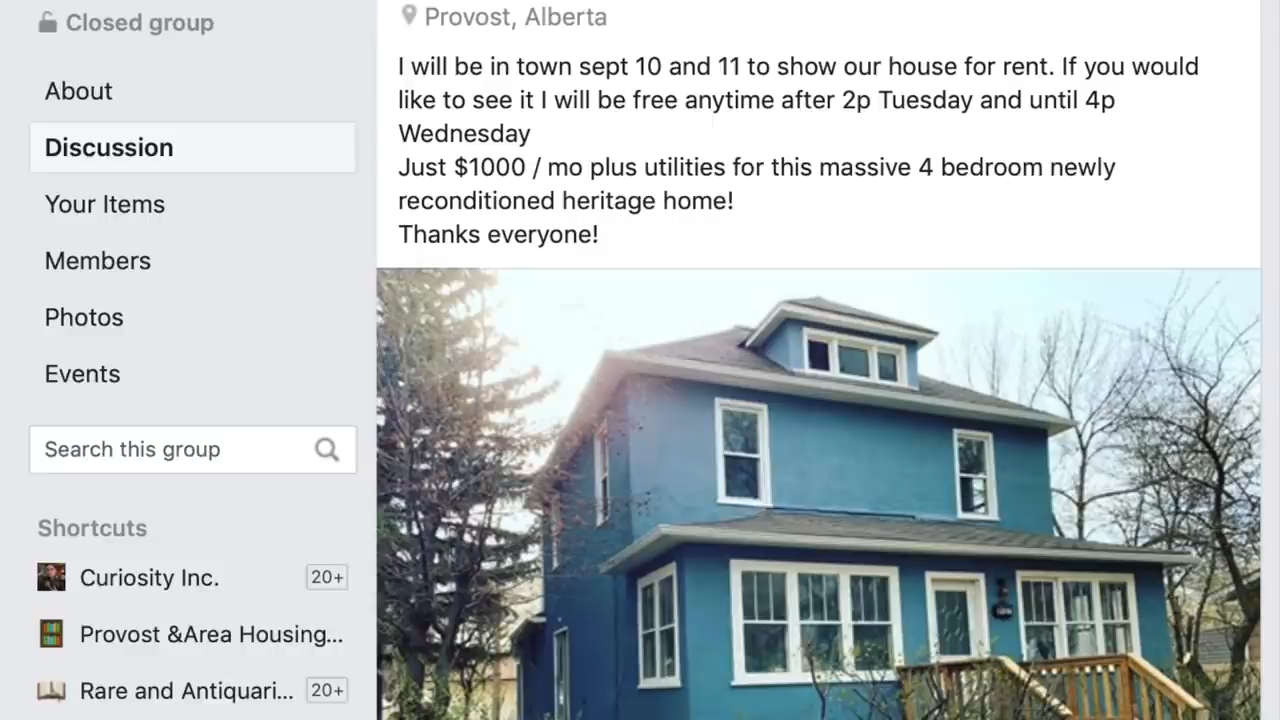 Closed group
About
Discussion
Your Items
Members
Photos
Events
Search this group
Shortcuts
Curiosity Inc. 20+
Provost &Area Housing...
Rare and Antiquari... 20+
Provost, Alberta
I will be in town sept 10 and 11 to show our house for rent. If you would
like to see it I will be free anytime after 2p Tuesday and until 4p
Wednesday
Just $1000 / mo plus utilities for this massive 4 bedroom newly
reconditioned heritage home!
Thanks everyone!